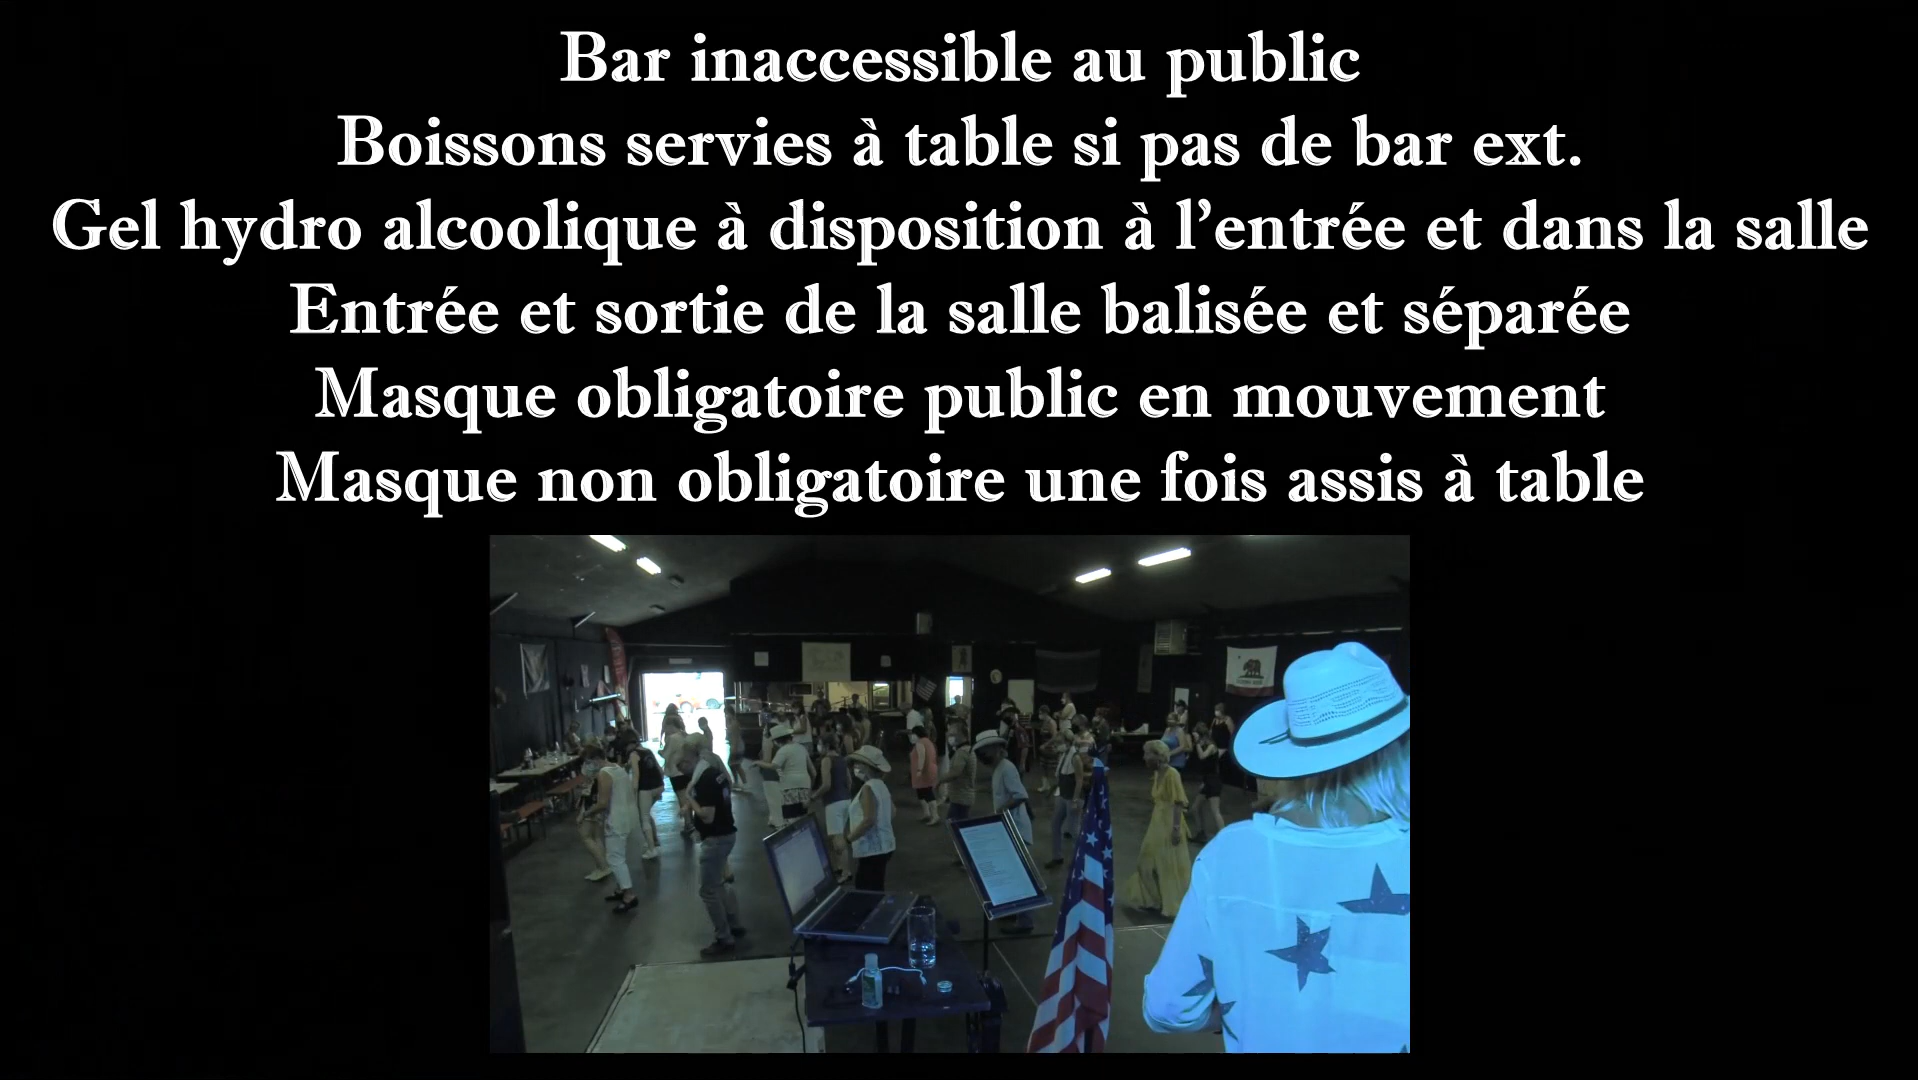 Bar inaccessible au public
Boissons servies à table si pas de bar ext.
Gel hydro alcoolique à disposition à l’entrée et dans la salle
Entrée et sortie de la salle balisée et séparée
Masque obligatoire public en mouvement
Masque non obligatoire une fois assis à table